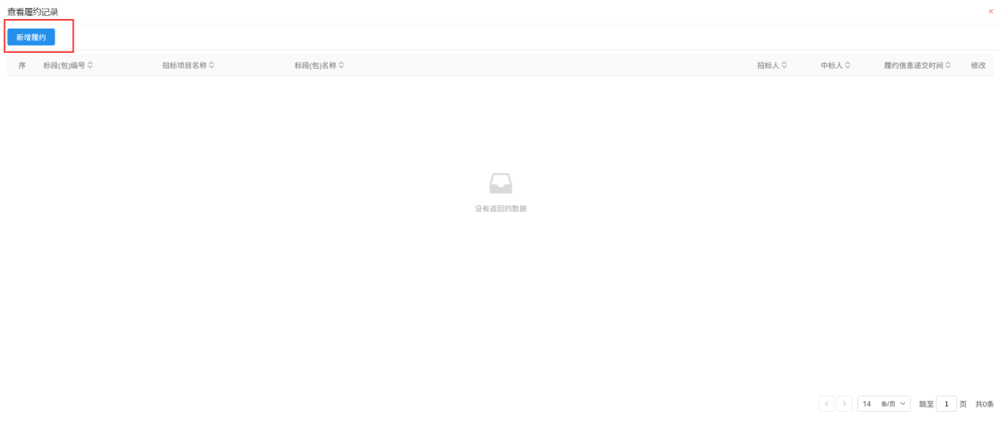 查看履约记录
新增履约
序 标段(包)编号 招标项目名称 标段(包)名称 招标人 中标人 履约信息递交时间 修改
没有返回的数据
14 条/页 跳至 1 页 共0条